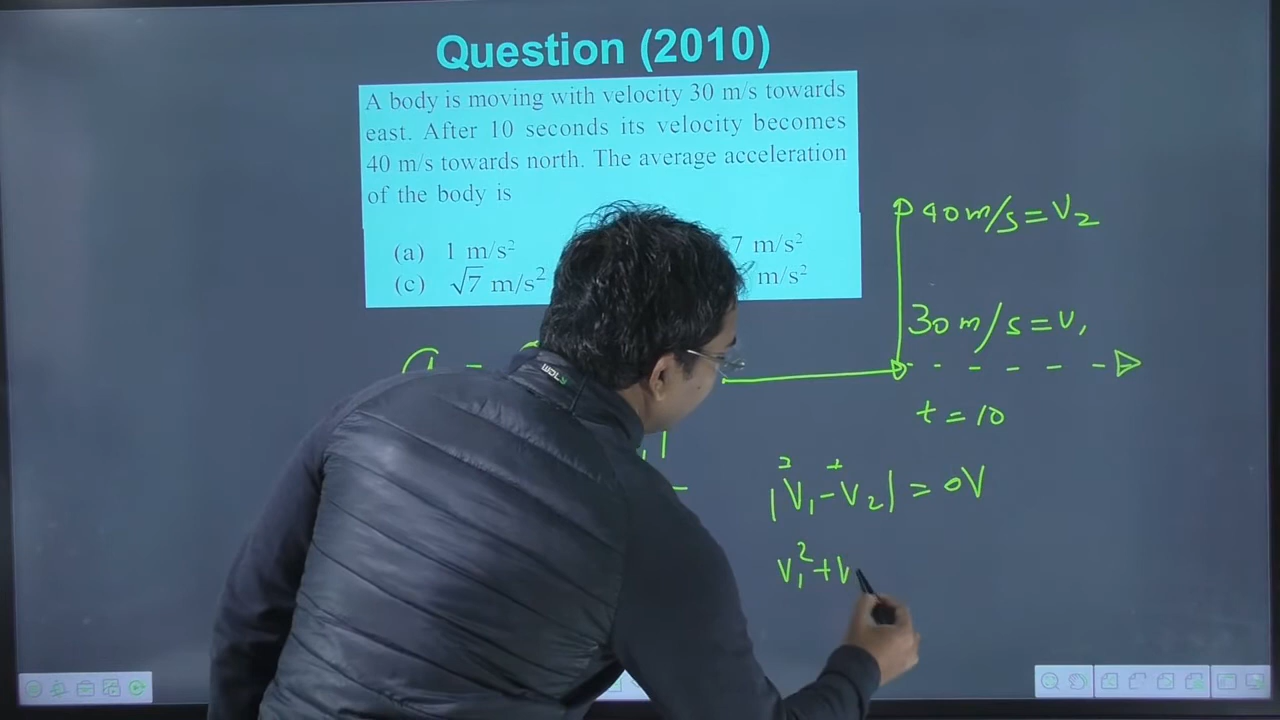 Question (2010)
A body is moving with velocity 30 m/s towards
east. After 10 seconds its velocity becomes
40 m/s towards north. The average acceleration
of the body is
(a) 1 m/s² 7 m/s²
(c) √7 m/s² m/s²
40 m/s = V₂
30 m/s = V₁
t = 10
|V₁ - V₂| = ΔV
V₁² + V